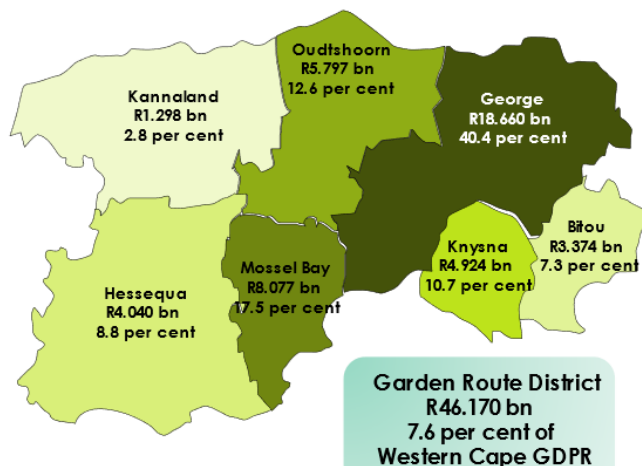 Oudtshoorn
R5.797 bn
12.6 per cent
Kannaland
R1.298 bn
2.8 per cent
George
R18.660 bn
40.4 per cent
Bitou
R3.374 bn
7.3 per cent
Knysna
R4.924 bn
10.7 per cent
Mossel Bay
R8.077 bn
17.5 per cent
Hessequa
R4.040 bn
8.8 per cent
Garden Route District
R46.170 bn
7.6 per cent of
Western Cape GDPR